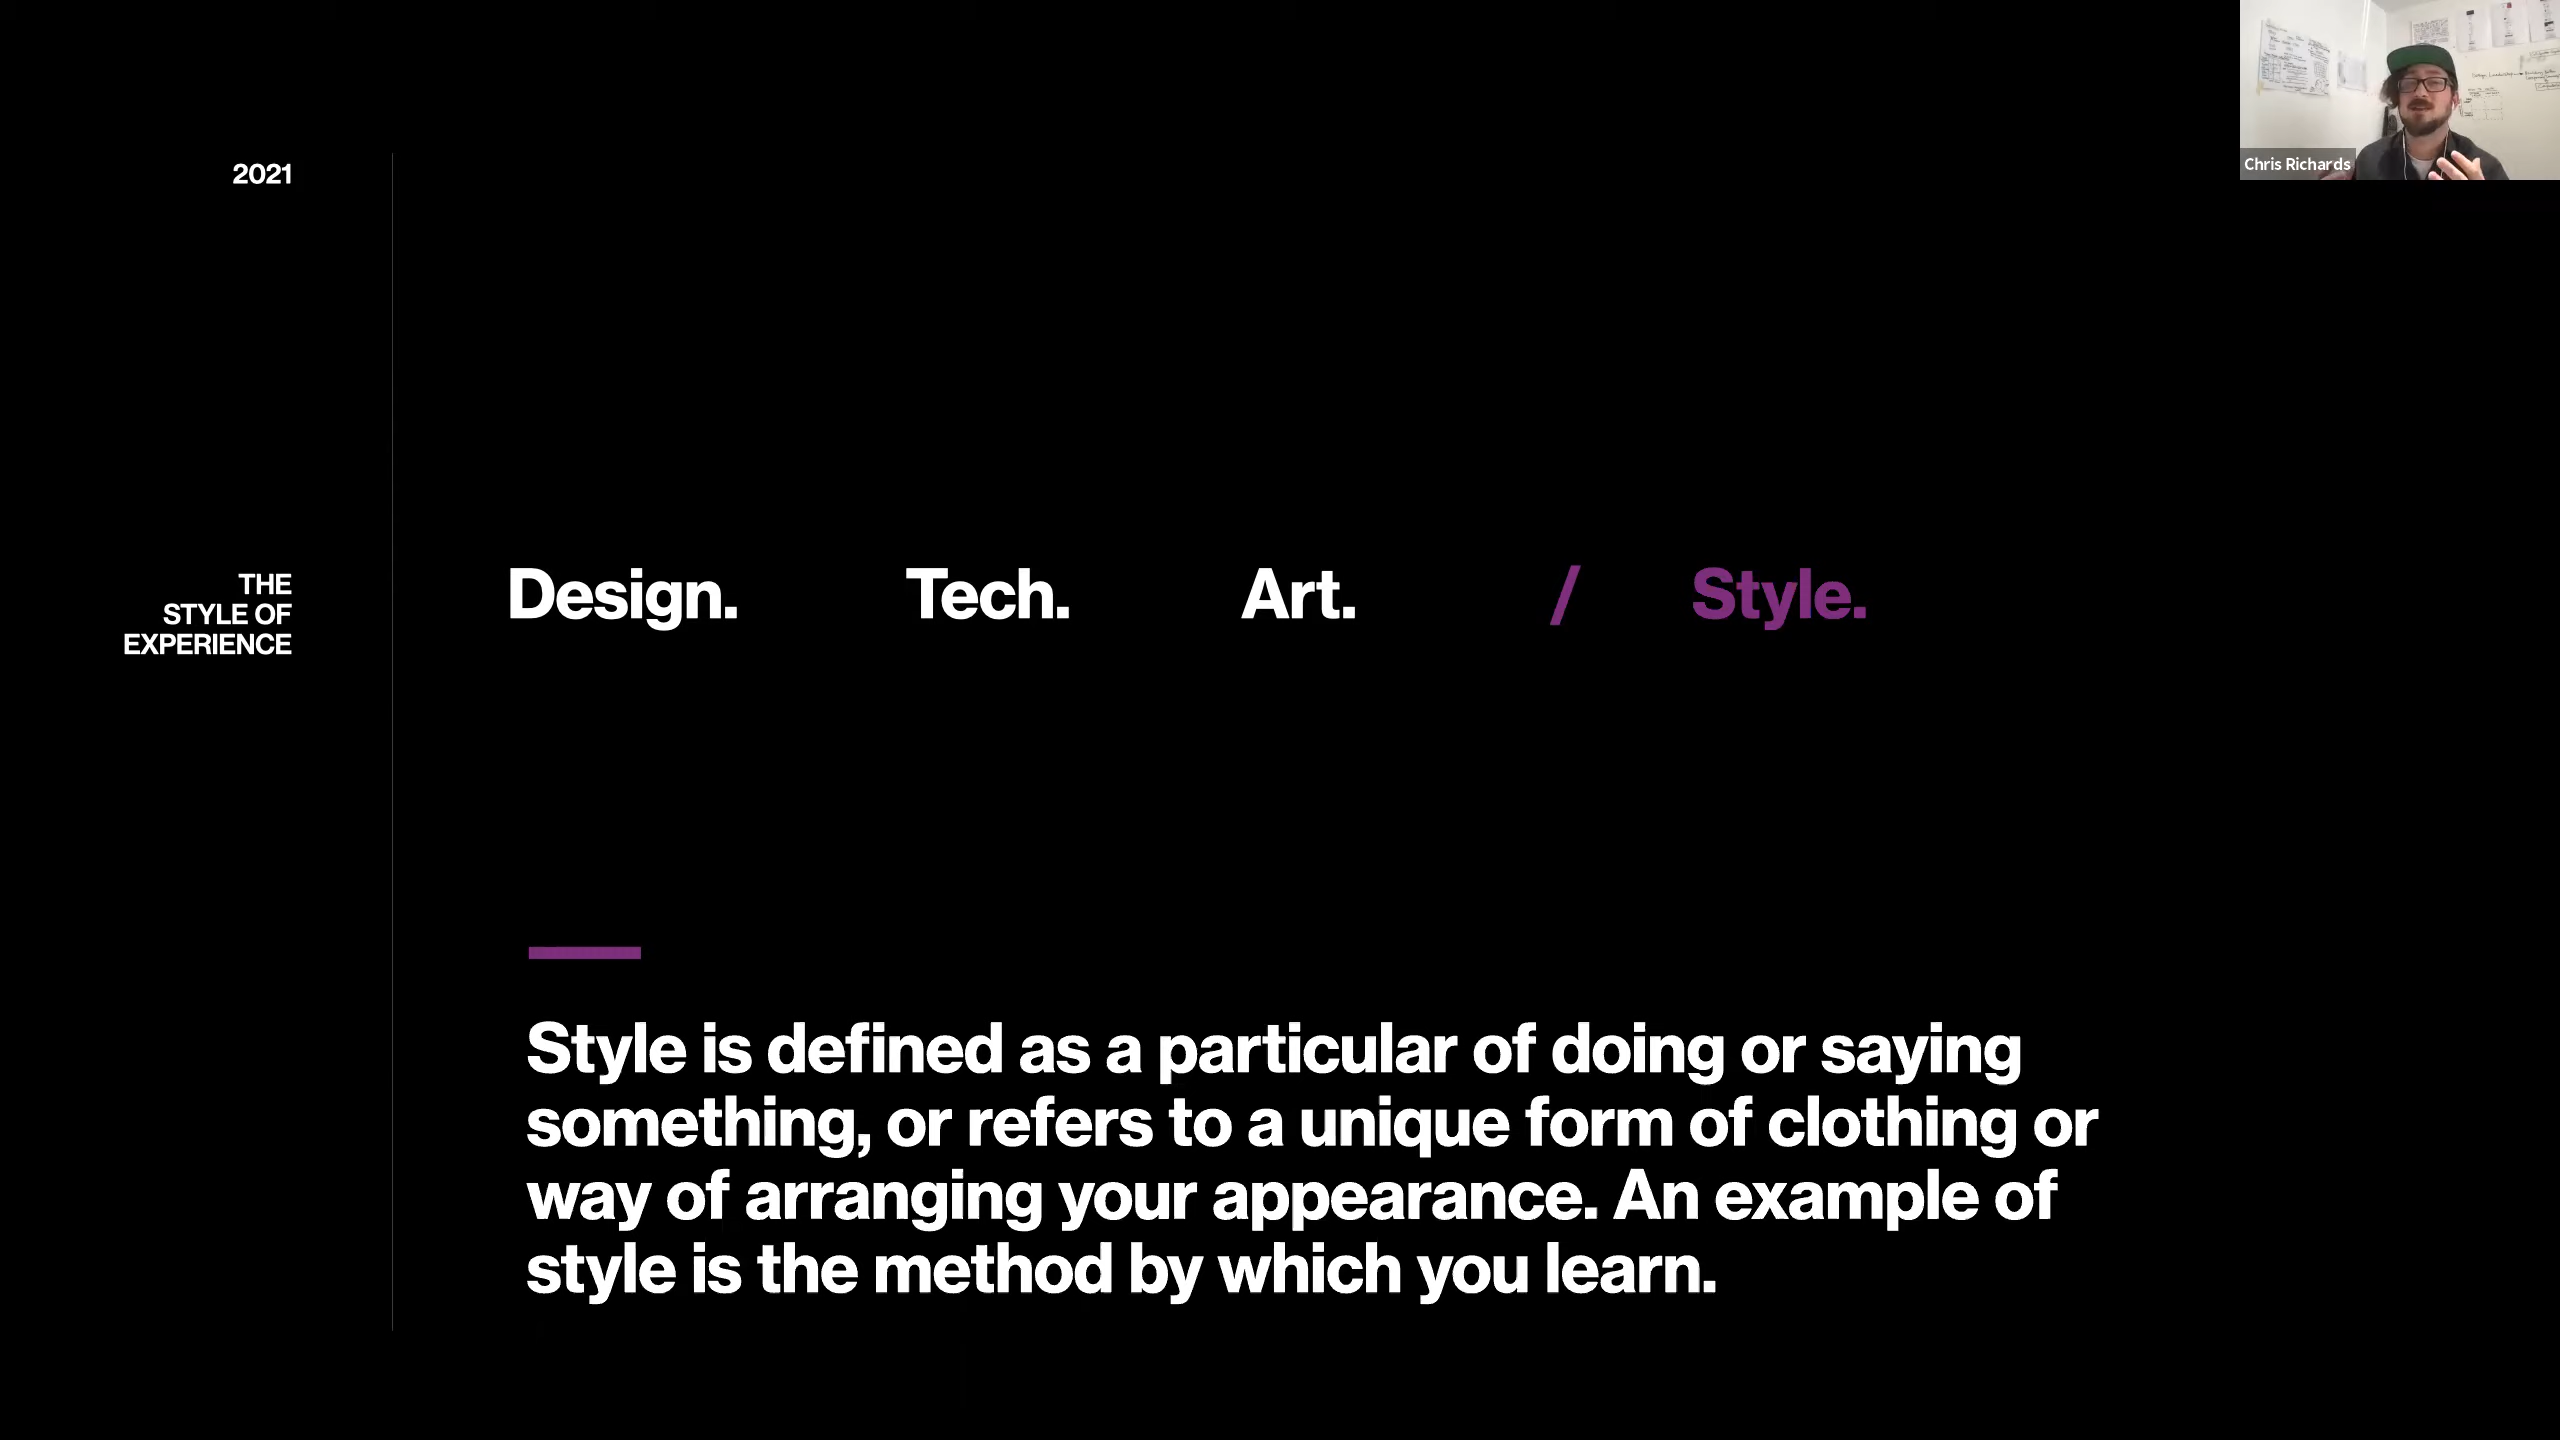 2021
Chris Richards
THE
STYLE OF
EXPERIENCE
Design. Tech. Art. / Style.
Style is defined as a particular of doing or saying
something, or refers to a unique form of clothing or
way of arranging your appearance. An example of
style is the method by which you learn.